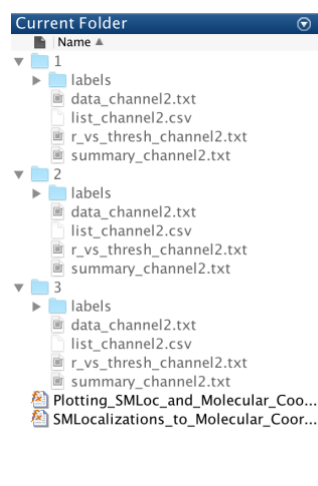 Current Folder
Name
1
labels
data_channel2.txt
list_channel2.csv
r_vs_thresh_channel2.txt
summary_channel2.txt
2
labels
data_channel2.txt
list_channel2.csv
r_vs_thresh_channel2.txt
summary_channel2.txt
3
labels
data_channel2.txt
list_channel2.csv
r_vs_thresh_channel2.txt
summary_channel2.txt
Plotting_SMLoc_and_Molecular_Coo...
SMLocalizations_to_Molecular_Coor...